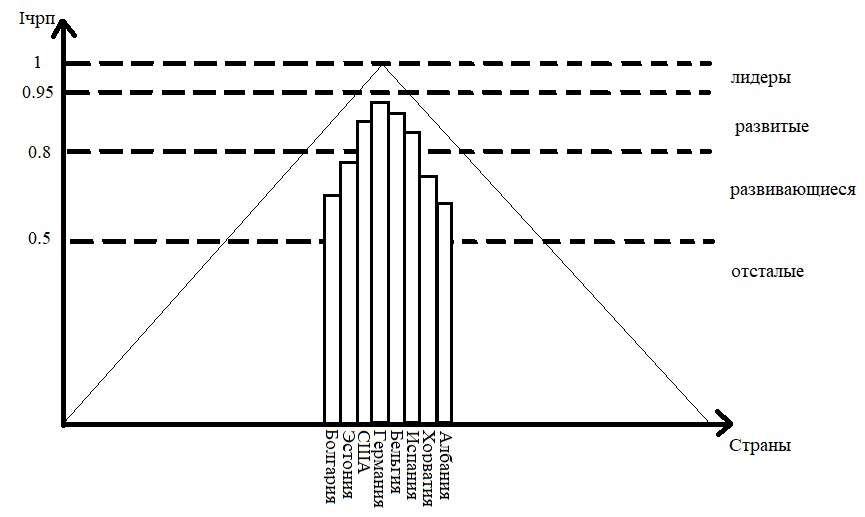 Iчрп
1
лидеры
0.95
развитые
0.8
развивающиеся
0.5
отсталые
Страны
Болгария
Эстония
США
Германия
Бельгия
Испания
Хорватия
Албания